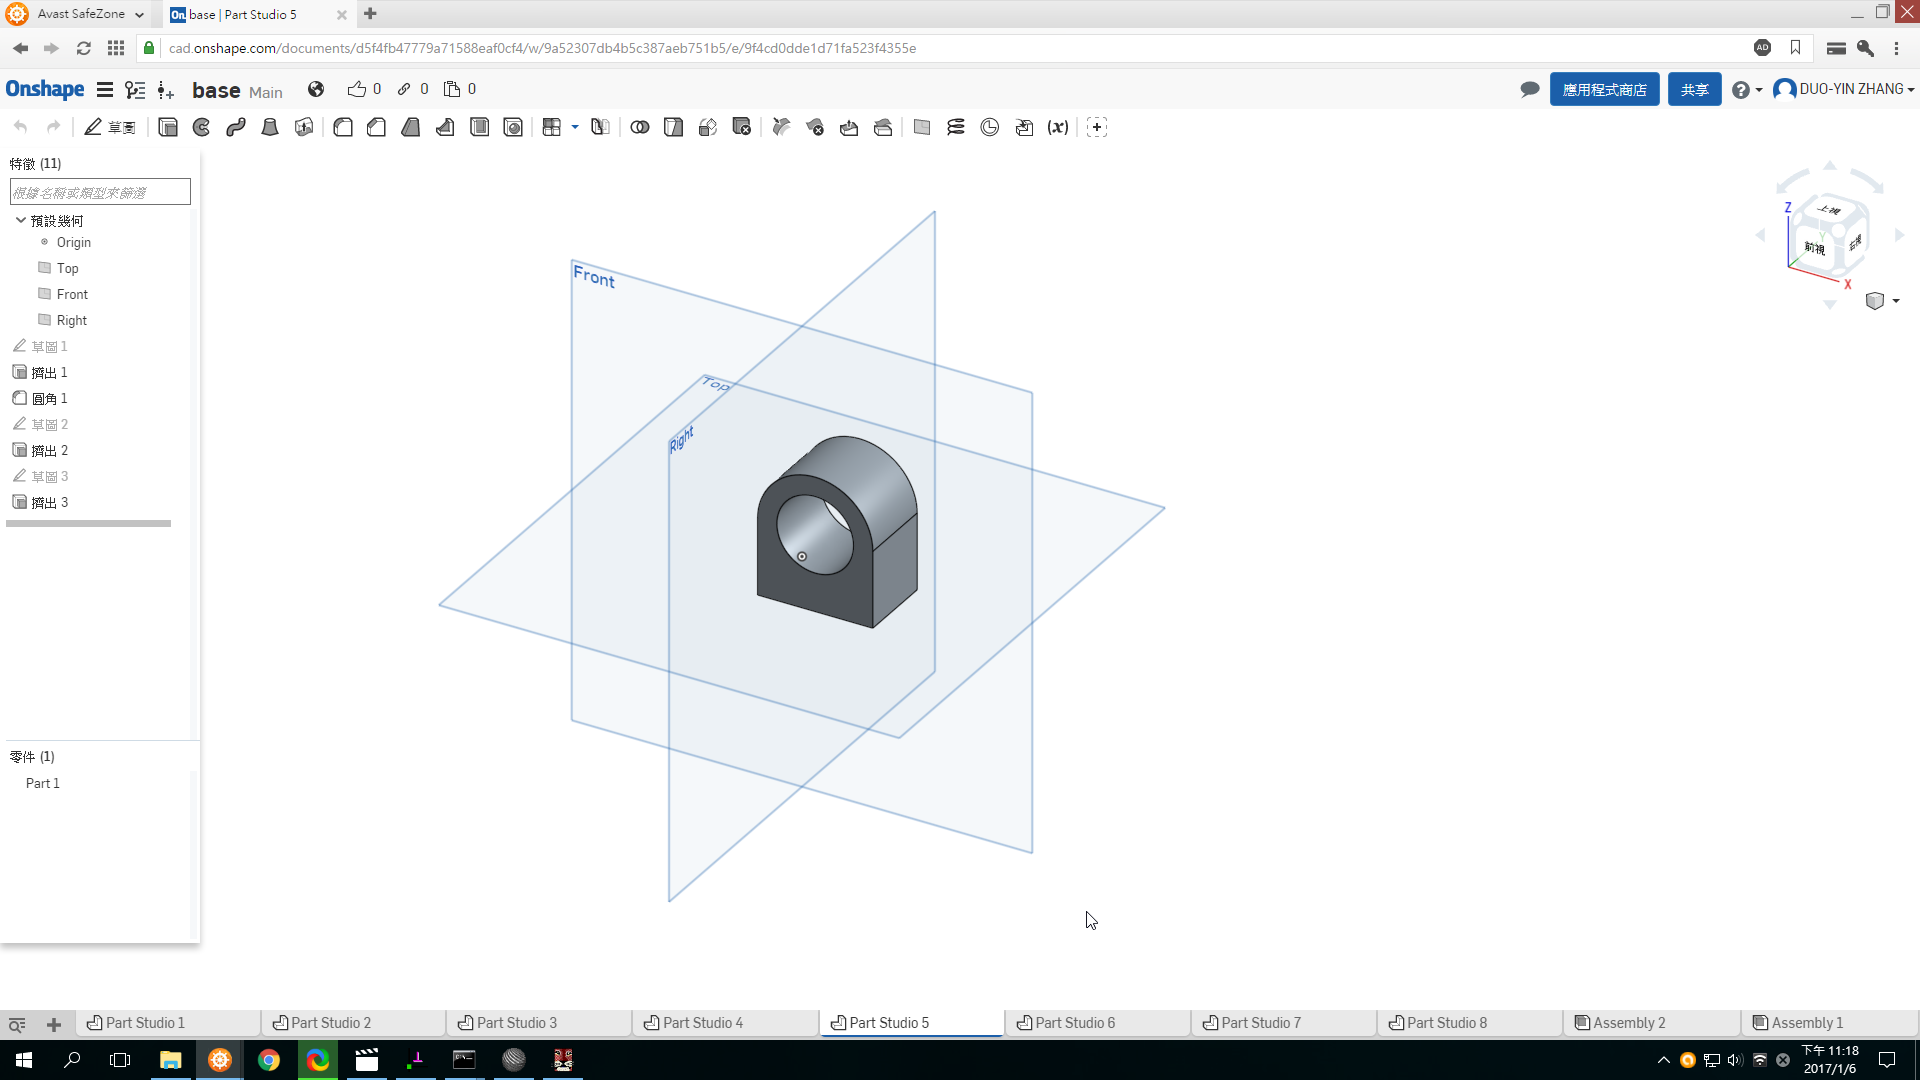 Avast SafeZone
On base | Part Studio 5
cad.onshape.com/documents/d5f4fb47779a71588eaf0cf4/w/9a52307db4b5c387aeb751b5/e/9f4cd0dde1d71fa523f4355e
AD
Onshape
base Main
0
0
0
應用程式商店
共享
DUO-YIN ZHANG
草圖
(x)
特徵 (11)
根據名稱或類型來篩選
預設幾何
Origin
Top
Front
Right
草圖 1
擠出 1
圓角 1
草圖 2
擠出 2
草圖 3
擠出 3
零件 (1)
Part 1
Front
Top
Right
Z
上視
前視
右視
Y
X
Part Studio 1
Part Studio 2
Part Studio 3
Part Studio 4
Part Studio 5
Part Studio 6
Part Studio 7
Part Studio 8
Assembly 2
Assembly 1
下午 11:18
2017/1/6